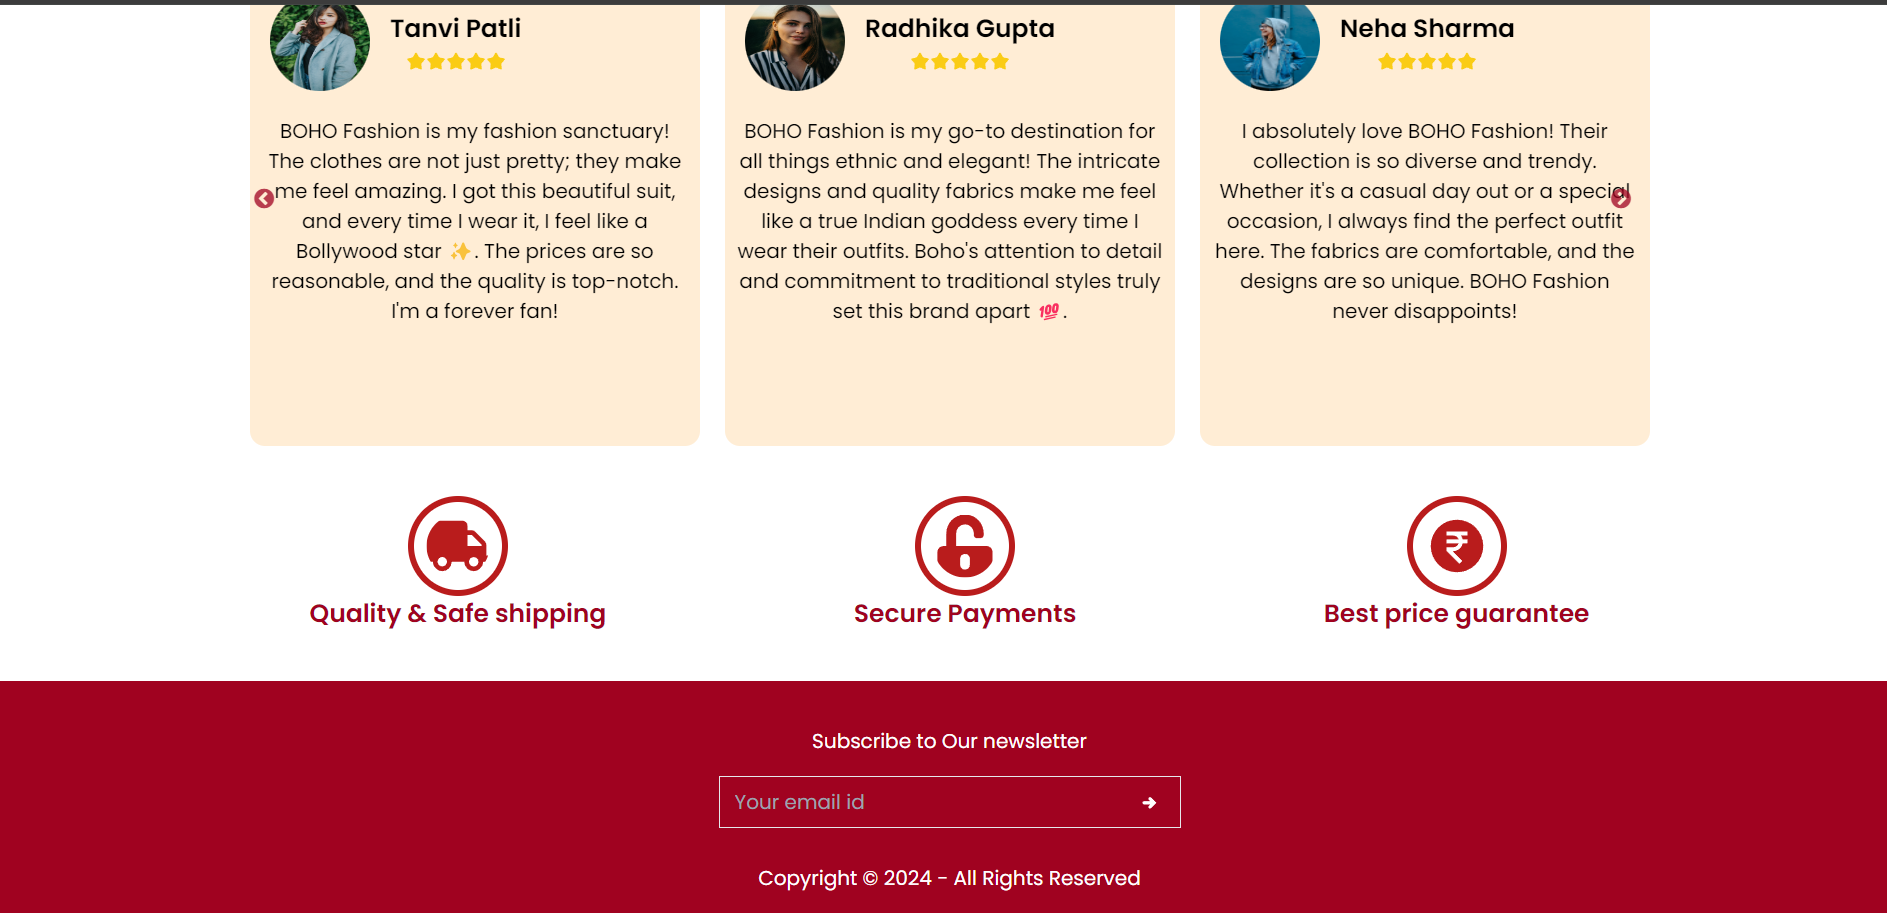 Tanvi Patli
BOHO Fashion is my fashion sanctuary!
The clothes are not just pretty; they make
me feel amazing. I got this beautiful suit,
and every time I wear it, I feel like a
Bollywood star ✨. The prices are so
reasonable, and the quality is top-notch.
I'm a forever fan!
Radhika Gupta
BOHO Fashion is my go-to destination for
all things ethnic and elegant! The intricate
designs and quality fabrics make me feel
like a true Indian goddess every time I
wear their outfits. Boho's attention to detail
and commitment to traditional styles truly
set this brand apart 💯.
Neha Sharma
I absolutely love BOHO Fashion! Their
collection is so diverse and trendy.
Whether it's a casual day out or a special
occasion, I always find the perfect outfit
here. The fabrics are comfortable, and the
designs are so unique. BOHO Fashion
never disappoints!
Quality & Safe shipping
Secure Payments
₹
Best price guarantee
Subscribe to Our newsletter
Your email id
Copyright © 2024 - All Rights Reserved